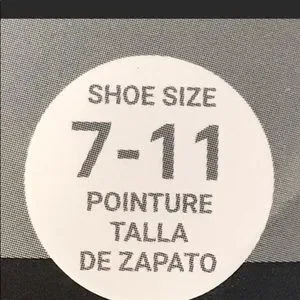 SHOE SIZE
7-11
POINTURE
TALLA
DE ZAPATO